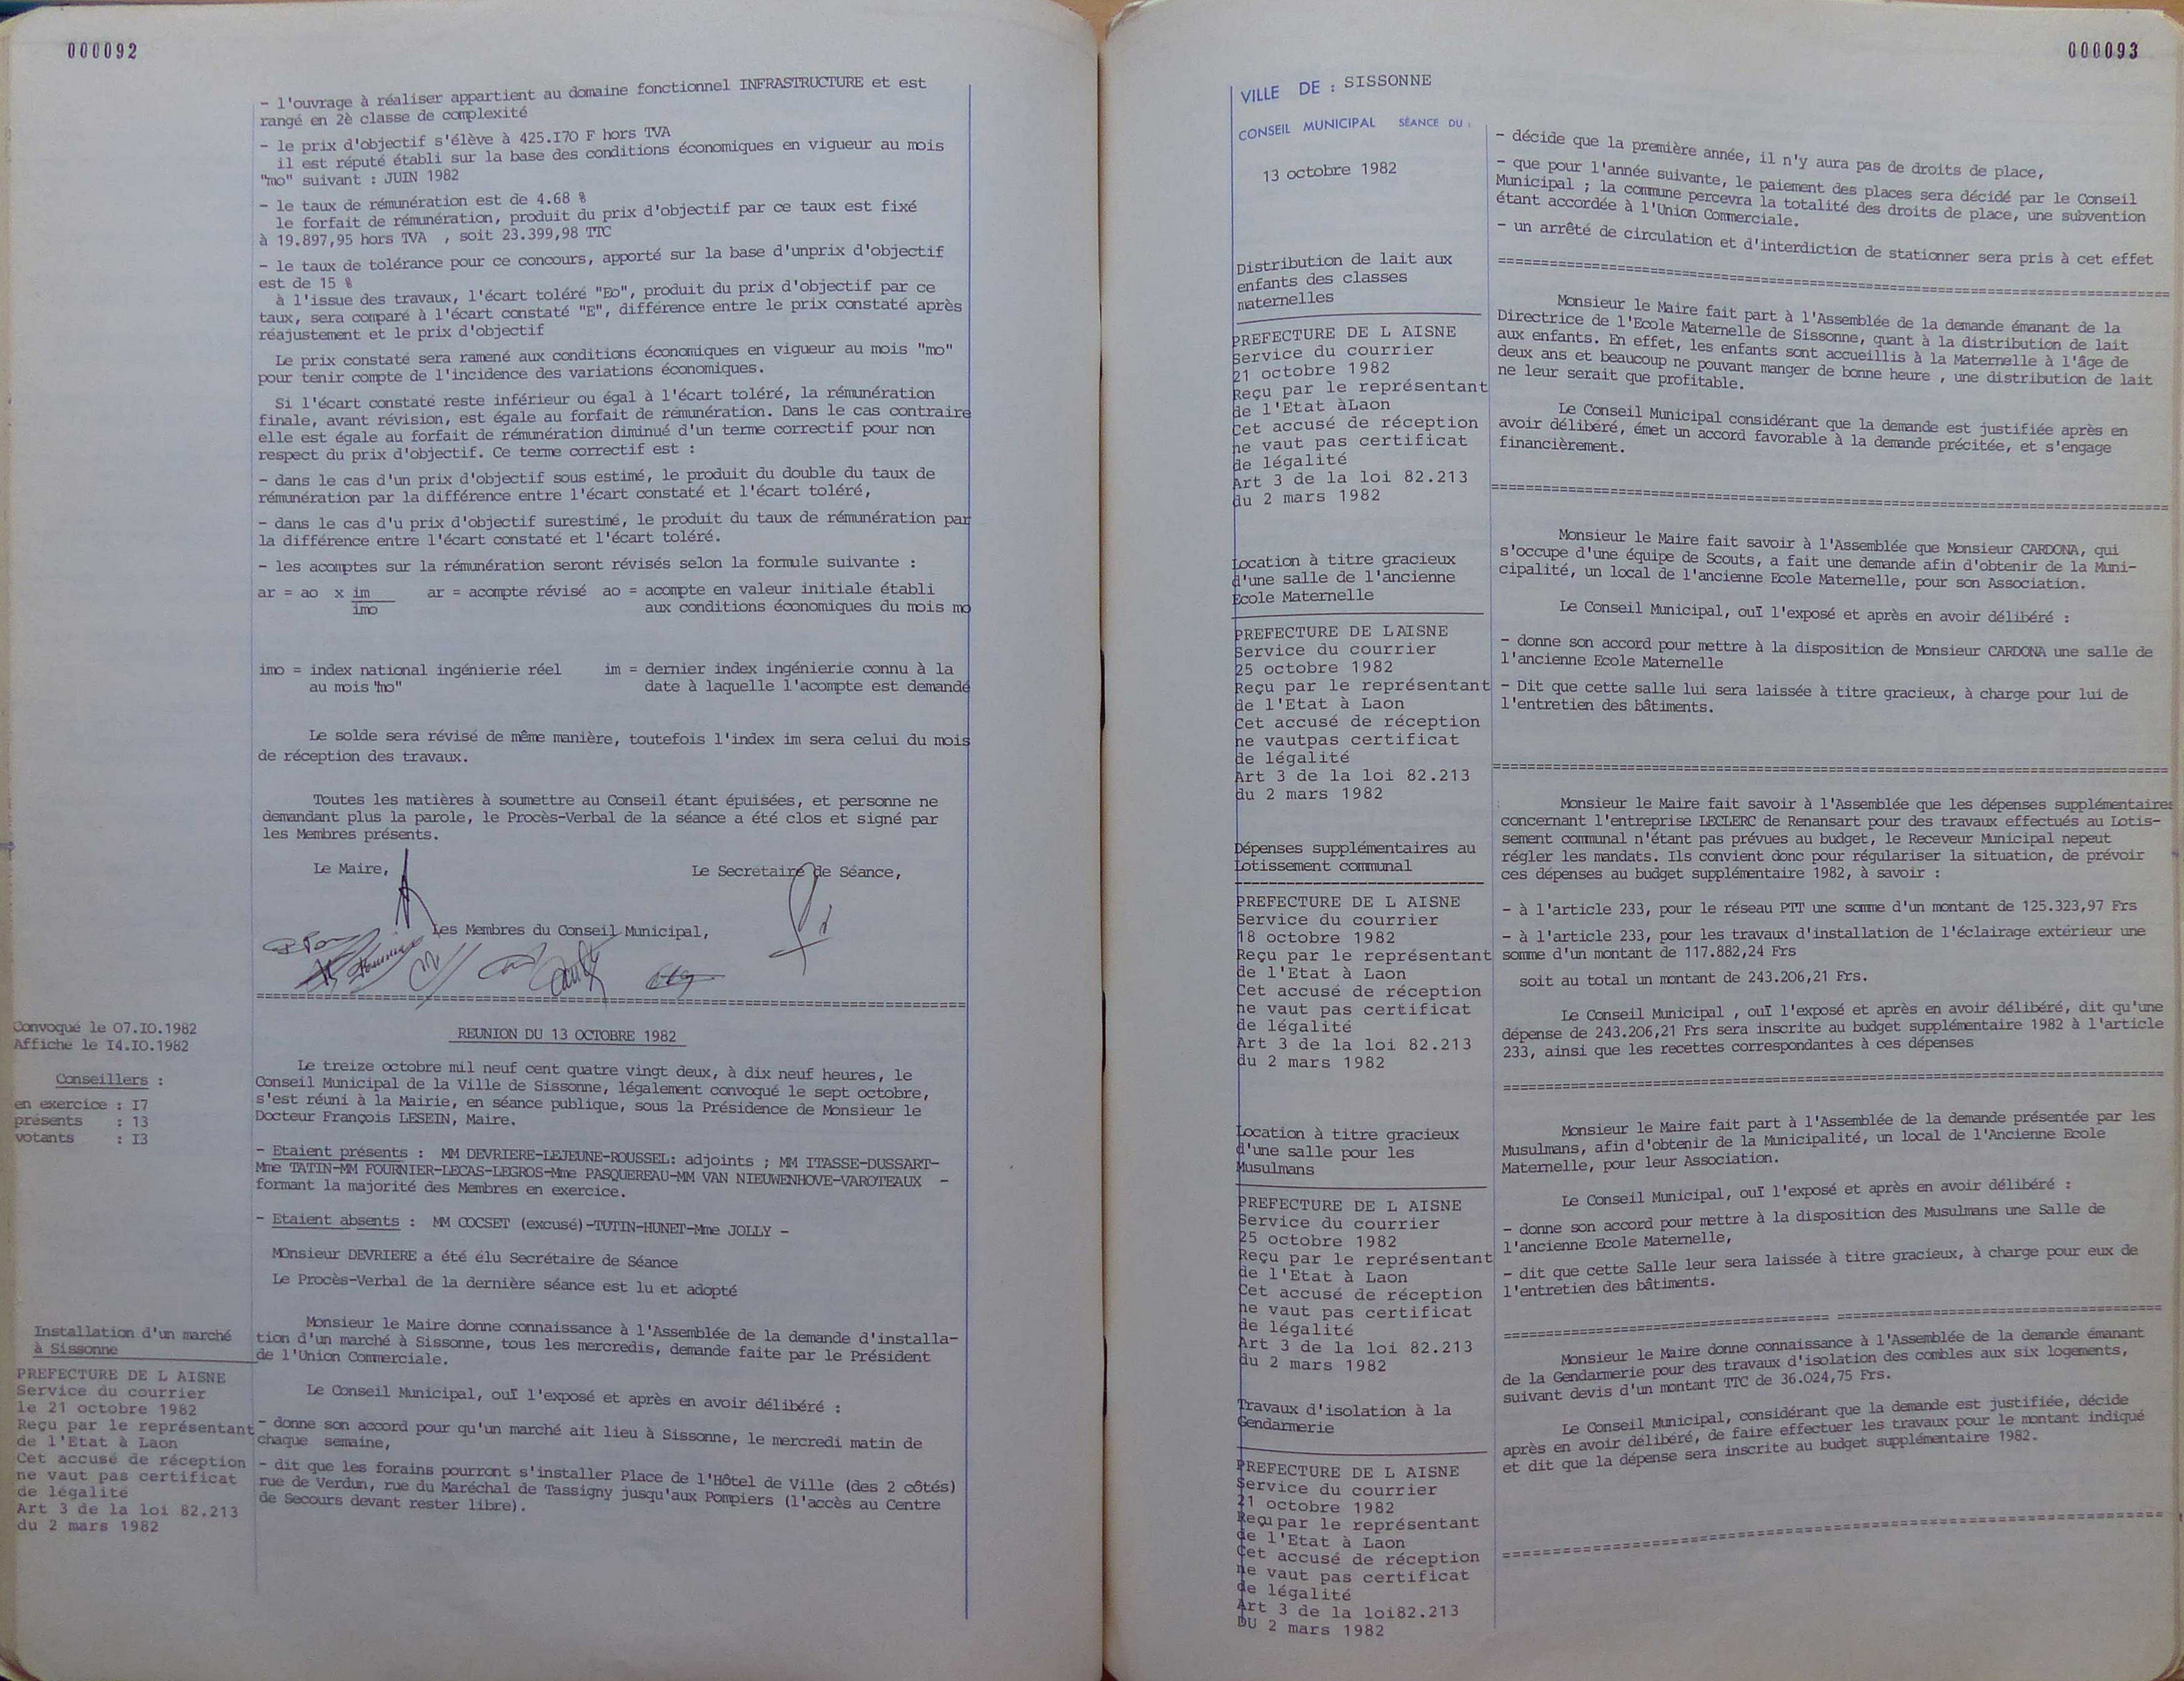 000092
- l'ouvrage à réaliser appartient au domaine fonctionnel INFRASTRUCTURE et est
rangé en 2è classe de complexité
- le prix d'objectif s'élève à 425.I70 F hors TVA
il est réputé établi sur la base des conditions économiques en vigueur au mois
"mo" suivant : JUIN 1982
- le taux de rémunération est de 4.68 %
le forfait de rémunération, produit du prix d'objectif par ce taux est fixé
à 19.897,95 hors TVA , soit 23.399,98 TTC
- le taux de tolérance pour ce concours, apporté sur la base d'unprix d'objectif
est de 15 %
à l'issue des travaux, l'écart toléré "Eo", produit du prix d'objectif par ce
taux, sera comparé à l'écart constaté "E", différence entre le prix constaté après
réajustement et le prix d'objectif
Le prix constaté sera ramené aux conditions économiques en vigueur au mois "mo"
pour tenir compte de l'incidence des variations économiques.
Si l'écart constaté reste inférieur ou égal à l'écart toléré, la rémunération
finale, avant révision, est égale au forfait de rémunération. Dans le cas contraire
elle est égale au forfait de rémunération diminué d'un terme correctif pour non
respect du prix d'objectif. Ce terme correctif est :
- dans le cas d'un prix d'objectif sous estimé, le produit du double du taux de
rémunération par la différence entre l'écart constaté et l'écart toléré,
- dans le cas d'u prix d'objectif surestimé, le produit du taux de rémunération par
la différence entre l'écart constaté et l'écart toléré.
- les acomptes sur la rémunération seront révisés selon la formule suivante :
ar = ao x im ar = acompte révisé ao = acompte en valeur initiale établi
imo aux conditions économiques du mois mo
imo = index national ingénierie réel im = dernier index ingénierie connu à la
au mois "mo" date à laquelle l'acompte est demandé
Le solde sera révisé de même manière, toutefois l'index im sera celui du mois
de réception des travaux.
Toutes les matières à soumettre au Conseil étant épuisées, et personne ne
demandant plus la parole, le Procès-Verbal de la séance a été clos et signé par
les Membres présents.
Le Maire, Le Secrétaire de Séance,
Les Membres du Conseil Municipal,
Convoqué le 07.IO.1982
Affiche le I4.IO.1982
Conseillers :
en exercice : I7
présents : 13
votants : I3
REUNION DU 13 OCTOBRE 1982
Le treize octobre mil neuf cent quatre vingt deux, à dix neuf heures, le
Conseil Municipal de la Ville de Sissonne, légalement convoqué le sept octobre,
s'est réuni à la Mairie, en séance publique, sous la Présidence de Monsieur le
Docteur François LESEIN, Maire.
- Etaient présents : MM DEVRIERE-LEJEUNE-ROUSSEL: adjoints ; MM ITASSE-DUSSART-
Mme TATIN-MM FOURNIER-LECAS-LEGROS-Mme PASQUEREAU-MM VAN NIEUWENHOVE-VAROTEAUX -
formant la majorité des Membres en exercice.
- Etaient absents : MM COCSET (excusé)-TUTIN-HUNET-Mme JOLLY -
MOnsieur DEVRIERE a été élu Secrétaire de Séance
Le Procès-Verbal de la dernière séance est lu et adopté
Installation d'un marché
à Sissonne
PREFECTURE DE L AISNE
Service du courrier
le 21 octobre 1982
Reçu par le représentant
de l'Etat à Laon
Cet accusé de réception
ne vaut pas certificat
de légalité
Art 3 de la loi 82.213
du 2 mars 1982
Monsieur le Maire donne connaissance à l'Assemblée de la demande d'installa-
tion d'un marché à Sissonne, tous les mercredis, demande faite par le Président
de l'Union Commerciale.
Le Conseil Municipal, ouï l'exposé et après en avoir délibéré :
- donne son accord pour qu'un marché ait lieu à Sissonne, le mercredi matin de
chaque semaine,
- dit que les forains pourront s'installer Place de l'Hôtel de Ville (des 2 côtés)
rue de Verdun, rue du Maréchal de Tassigny jusqu'aux Pompiers (l'accès au Centre
de Secours devant rester libre).
000093
VILLE DE : SISSONNE
CONSEIL MUNICIPAL SÉANCE DU :
13 octobre 1982
- décide que la première année, il n'y aura pas de droits de place,
- que pour l'année suivante, le paiement des places sera décidé par le Conseil
Municipal ; la commune percevra la totalité des droits de place, une subvention
étant accordée à l'Union Commerciale.
- un arrêté de circulation et d'interdiction de stationner sera pris à cet effet
Distribution de lait aux
enfants des classes
maternelles
PREFECTURE DE L AISNE
Service du courrier
21 octobre 1982
Reçu par le représentant
de l'Etat àLaon
Cet accusé de réception
ne vaut pas certificat
de légalité
Art 3 de la loi 82.213
du 2 mars 1982
Monsieur le Maire fait part à l'Assemblée de la demande émanant de la
Directrice de l'Ecole Maternelle de Sissonne, quant à la distribution de lait
aux enfants. En effet, les enfants sont accueillis à la Maternelle à l'âge de
deux ans et beaucoup ne pouvant manger de bonne heure , une distribution de lait
ne leur serait que profitable.
Le Conseil Municipal considérant que la demande est justifiée après en
avoir délibéré, émet un accord favorable à la demande précitée, et s'engage
financièrement.
Location à titre gracieux
d'une salle de l'ancienne
Ecole Maternelle
PREFECTURE DE LAISNE
Service du courrier
25 octobre 1982
Reçu par le représentant
de l'Etat à Laon
Cet accusé de réception
ne vautpas certificat
de légalité
Art 3 de la loi 82.213
du 2 mars 1982
Monsieur le Maire fait savoir à l'Assemblée que Monsieur CARDONA, qui
s'occupe d'une équipe de Scouts, a fait une demande afin d'obtenir de la Muni-
cipalité, un local de l'ancienne Ecole Maternelle, pour son Association.
Le Conseil Municipal, ouï l'exposé et après en avoir délibéré :
- donne son accord pour mettre à la disposition de Monsieur CARDONA une salle de
l'ancienne Ecole Maternelle
- Dit que cette salle lui sera laissée à titre gracieux, à charge pour lui de
l'entretien des bâtiments.
Dépenses supplémentaires au
Lotissement communal
PREFECTURE DE L AISNE
Service du courrier
18 octobre 1982
Reçu par le représentant
de l'Etat à Laon
Cet accusé de réception
ne vaut pas certificat
de légalité
Art 3 de la loi 82.213
du 2 mars 1982
Monsieur le Maire fait savoir à l'Assemblée que les dépenses supplémentaires
concernant l'entreprise LECLERC de Renansart pour des travaux effectués au Lotis-
sement communal n'étant pas prévues au budget, le Receveur Municipal nepeut
régler les mandats. Ils convient donc pour régulariser la situation, de prévoir
ces dépenses au budget supplémentaire 1982, à savoir :
- à l'article 233, pour le réseau PTT une somme d'un montant de 125.323,97 Frs
- à l'article 233, pour les travaux d'installation de l'éclairage extérieur une
somme d'un montant de 117.882,24 Frs
soit au total un montant de 243.206,21 Frs.
Le Conseil Municipal , ouï l'exposé et après en avoir délibéré, dit qu'une
dépense de 243.206,21 Frs sera inscrite au budget supplémentaire 1982 à l'article
233, ainsi que les recettes correspondantes à ces dépenses
Location à titre gracieux
d'une salle pour les
Musulmans
PREFECTURE DE L AISNE
Service du courrier
25 octobre 1982
Reçu par le représentant
de l'Etat à Laon
Cet accusé de réception
ne vaut pas certificat
de légalité
Art 3 de la loi 82.213
du 2 mars 1982
Monsieur le Maire fait part à l'Assemblée de la demande présentée par les
Musulmans, afin d'obtenir de la Municipalité, un local de l'Ancienne Ecole
Maternelle, pour leur Association.
Le Conseil Municipal, ouï l'exposé et après en avoir délibéré :
- donne son accord pour mettre à la disposition des Musulmans une Salle de
l'ancienne Ecole Maternelle,
- dit que cette Salle leur sera laissée à titre gracieux, à charge pour eux de
l'entretien des bâtiments.
Travaux d'isolation à la
Gendarmerie
PREFECTURE DE L AISNE
Service du courrier
21 octobre 1982
Reçu par le représentant
de l'Etat à Laon
Cet accusé de réception
ne vaut pas certificat
de légalité
Art 3 de la loi82.213
DU 2 mars 1982
Monsieur le Maire donne connaissance à l'Assemblée de la demande émanant
de la Gendarmerie pour des travaux d'isolation des combles aux six logements,
suivant devis d'un montant TTC de 36.024,75 Frs.
Le Conseil Municipal, considérant que la demande est justifiée, décide
après en avoir délibéré, de faire effectuer les travaux pour le montant indiqué
et dit que la dépense sera inscrite au budget supplémentaire 1982.